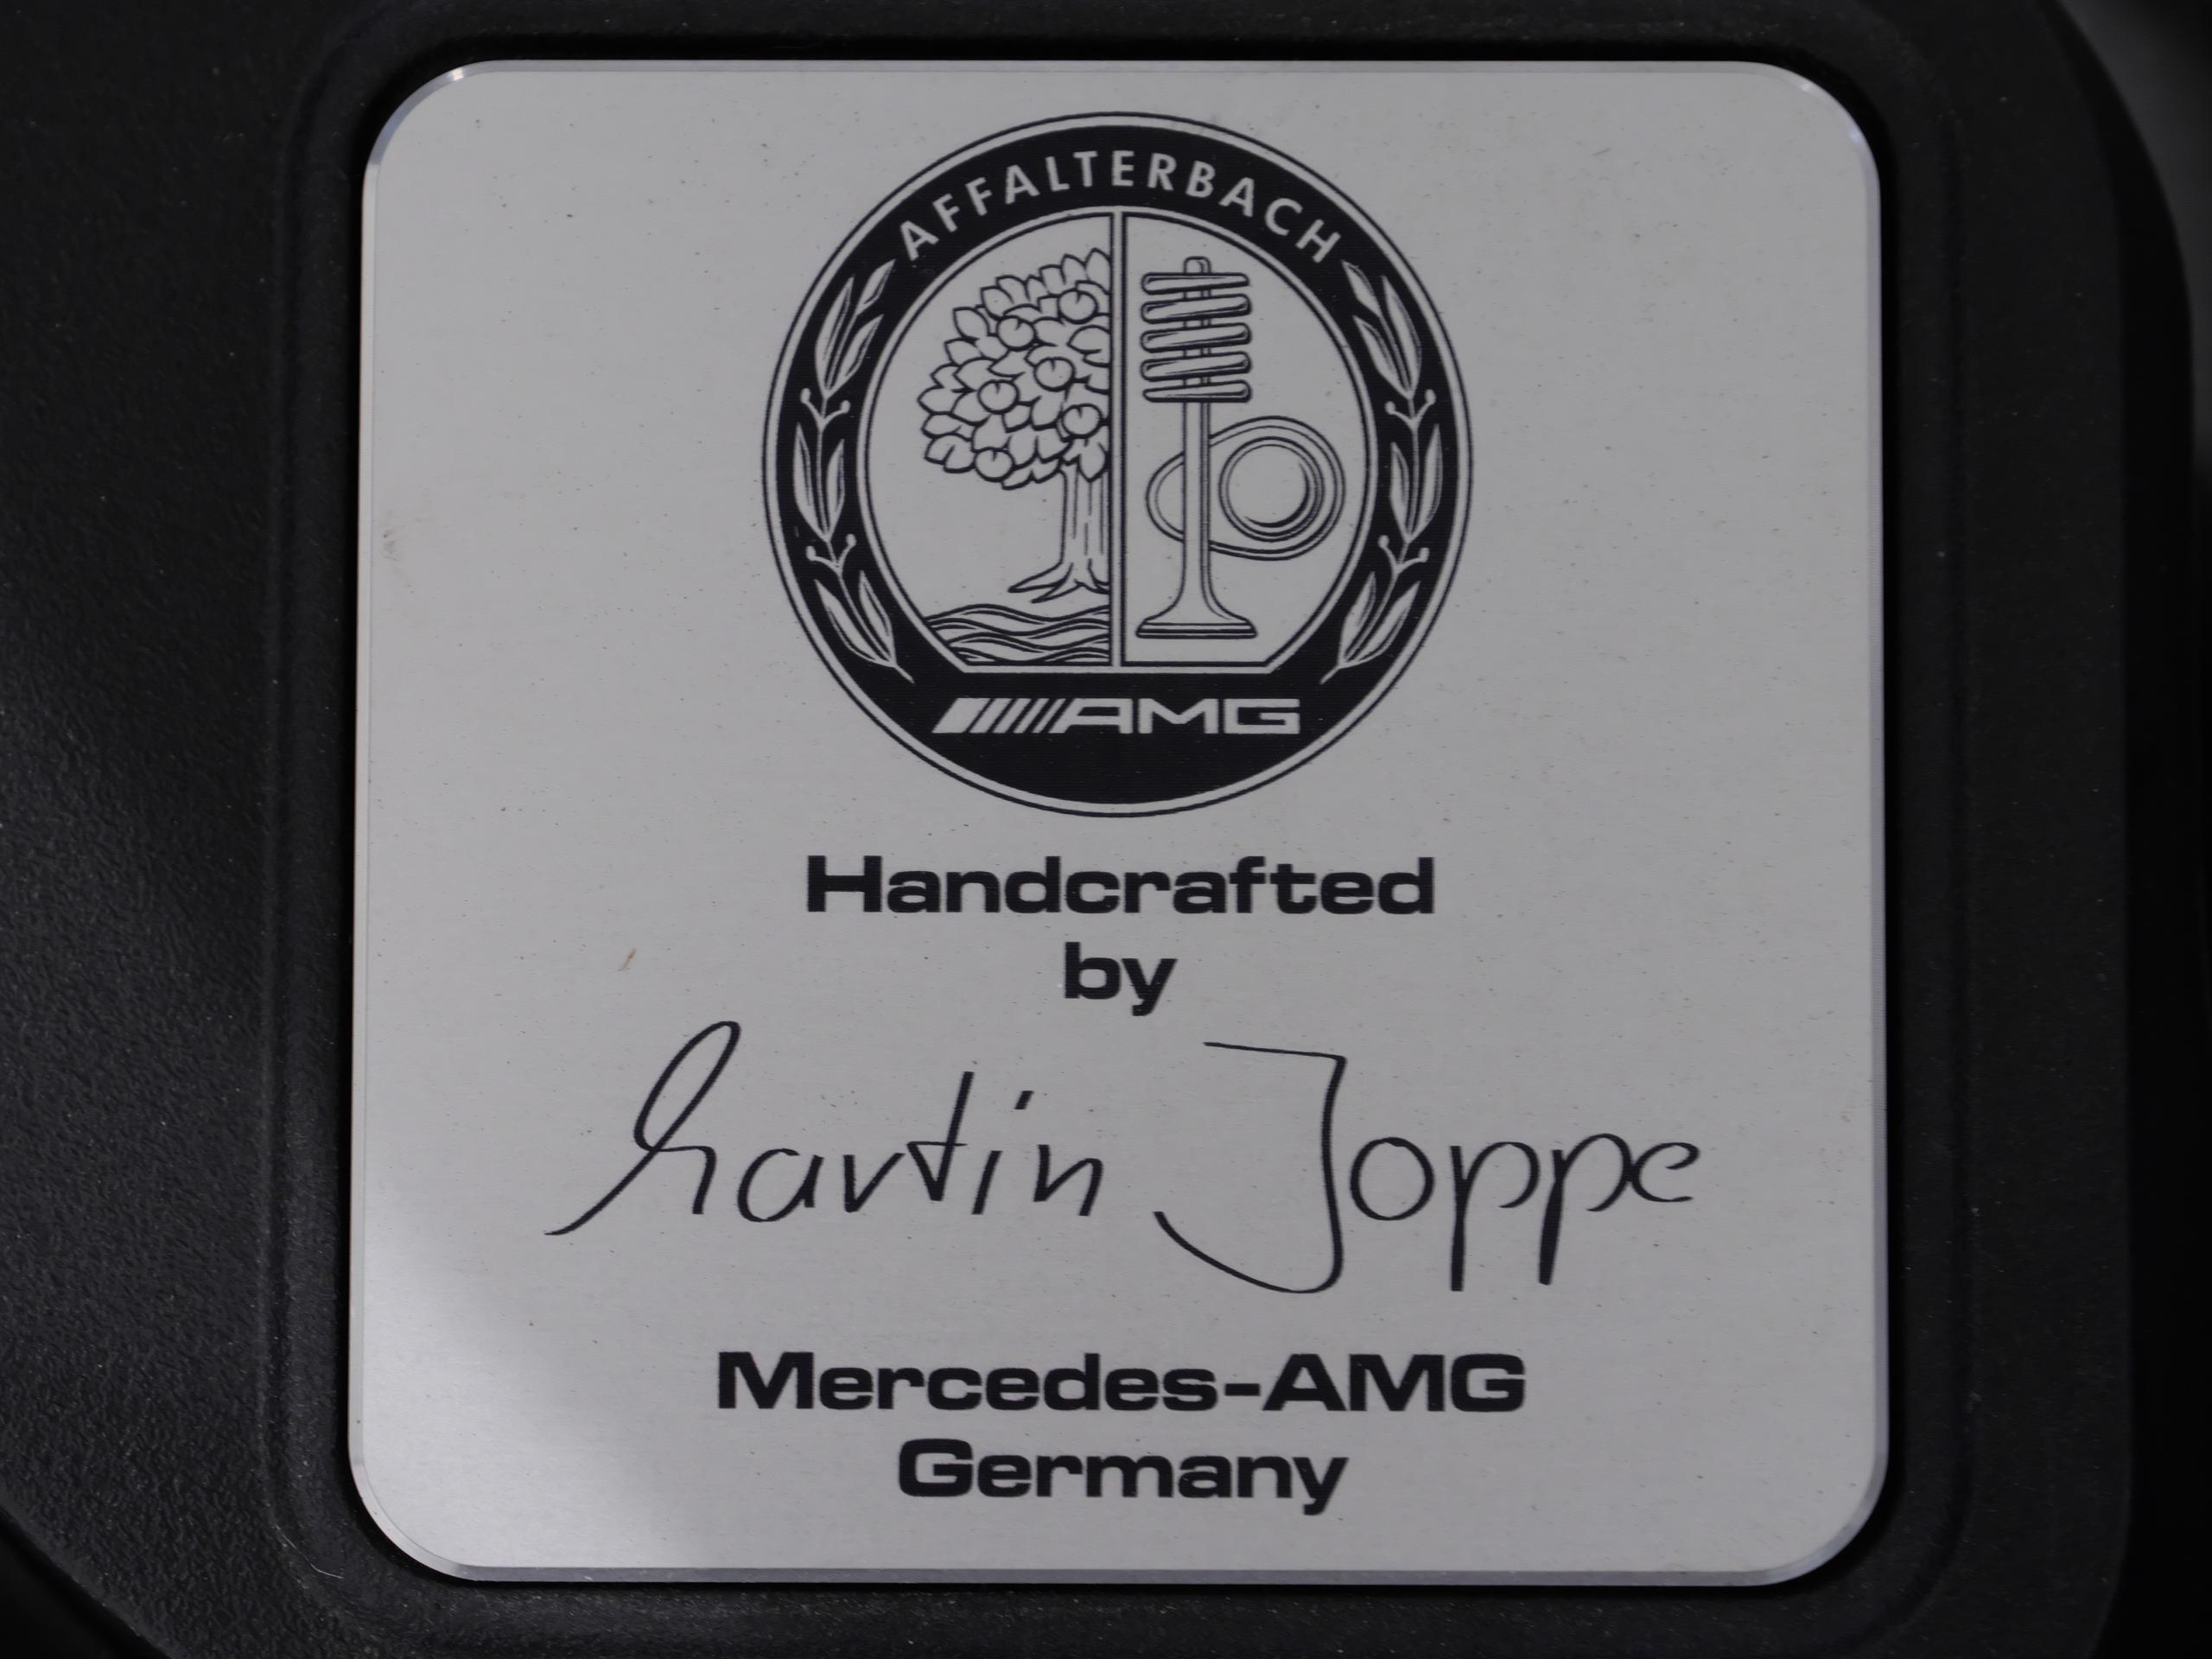 AFFALTERBACH
AMG
Handcrafted
by
Martin Joppe
Mercedes-AMG
Germany